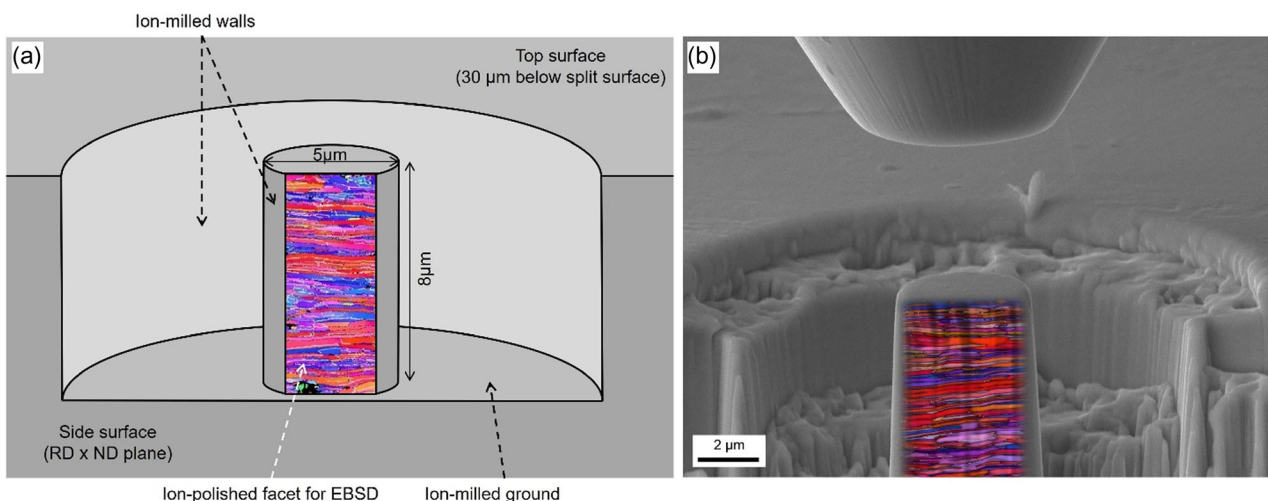 Ion-milled walls
(a)
Top surface
(30 µm below split surface)
5µm
8µm
Side surface
(RD x ND plane)
Ion-polished facet for EBSD
Ion-milled ground
(b)
2 µm